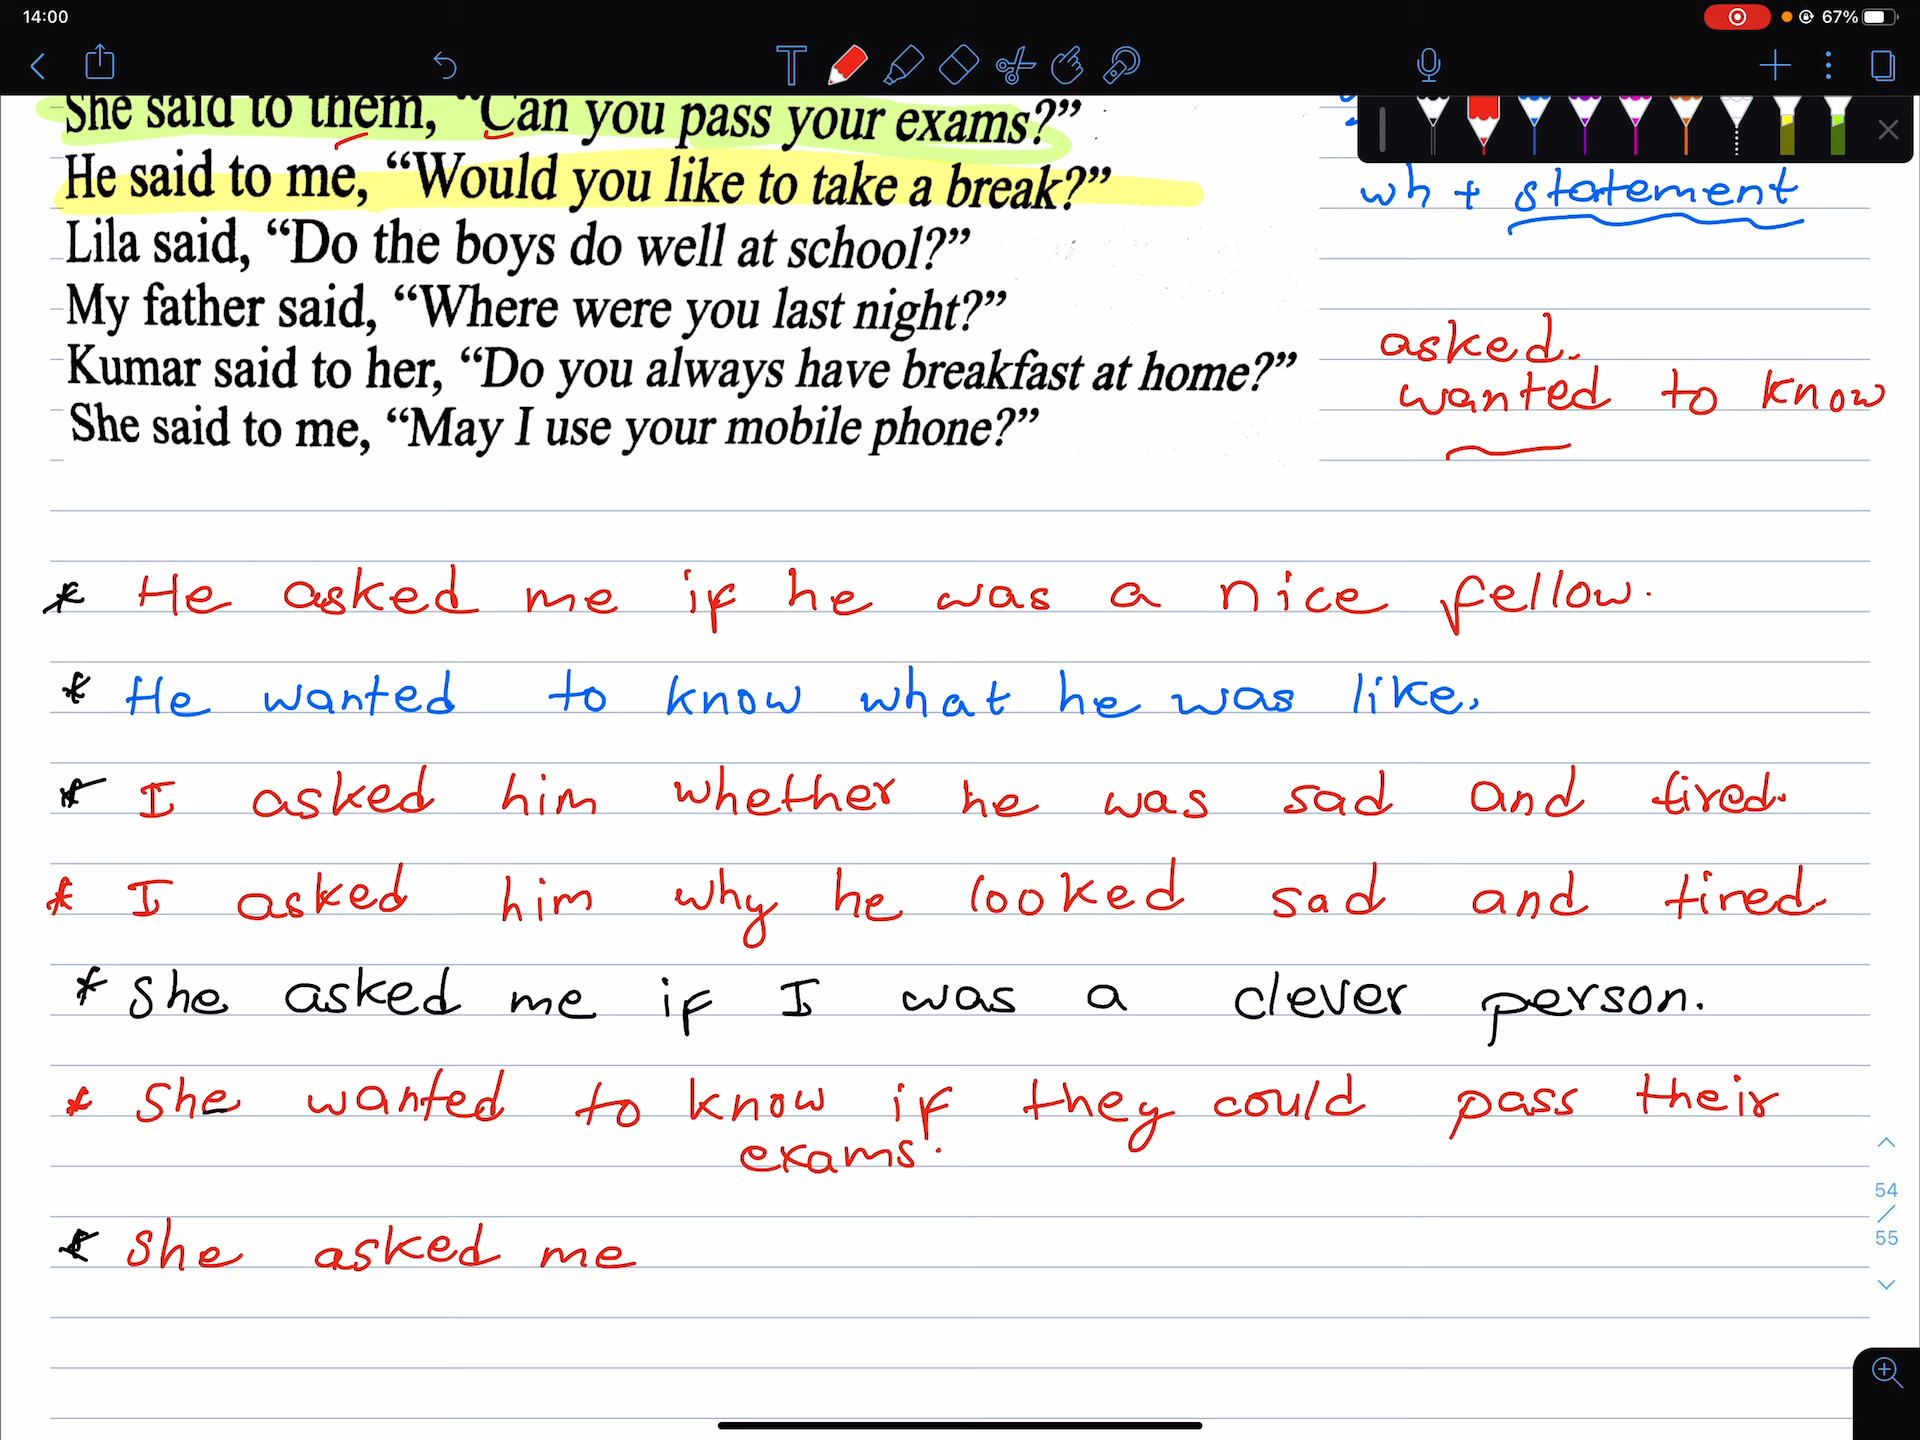 14:00
67%
She said to them, “Can you pass your exams?”
He said to me, “Would you like to take a break?”
Lila said, “Do the boys do well at school?”
My father said, “Where were you last night?”
Kumar said to her, “Do you always have breakfast at home?”
She said to me, “May I use your mobile phone?”
wh + statement
asked.
wanted to know
* He asked me if he was a nice fellow.
* He wanted to know what he was like.
* I asked him whether he was sad and tired.
* I asked him why he looked sad and tired.
* She asked me if I was a clever person.
* She wanted to know if they could pass their
exams.
* She asked me
54
/
55